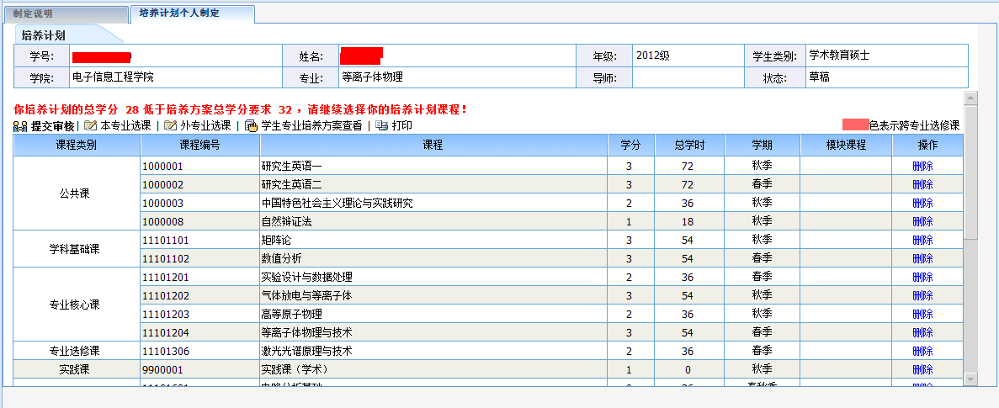 制定说明 培养计划个人制定
培养计划
学号: 姓名: 年级: 2012级 学生类别: 学术教育硕士
学院: 电子信息工程学院 专业: 等离子体物理 导师: 状态: 草稿
你培养计划的总学分 28 低于培养方案总学分要求 32 ，请继续选择你的培养计划课程！
提交审核 | 本专业选课 | 外专业选课 | 学生专业培养方案查看 | 打印 色表示跨专业选修课
课程类别 课程编号 课程 学分 总学时 学期 模块课程 操作
公共课 1000001 研究生英语一 3 72 秋季 删除
1000002 研究生英语二 3 72 春季 删除
1000003 中国特色社会主义理论与实践研究 2 36 秋季 删除
1000008 自然辩证法 1 18 秋季 删除
学科基础课 11101101 矩阵论 3 54 秋季 删除
11101102 数值分析 3 54 春季 删除
专业核心课 11101201 实验设计与数据处理 2 36 春季 删除
11101202 气体放电与等离子体 3 54 秋季 删除
11101203 高等原子物理 2 36 秋季 删除
11101204 等离子体物理与技术 3 54 春季 删除
专业选修课 11101306 激光光谱原理与技术 2 36 春季 删除
实践课 9900001 实践课（学术） 1 0 秋季 删除